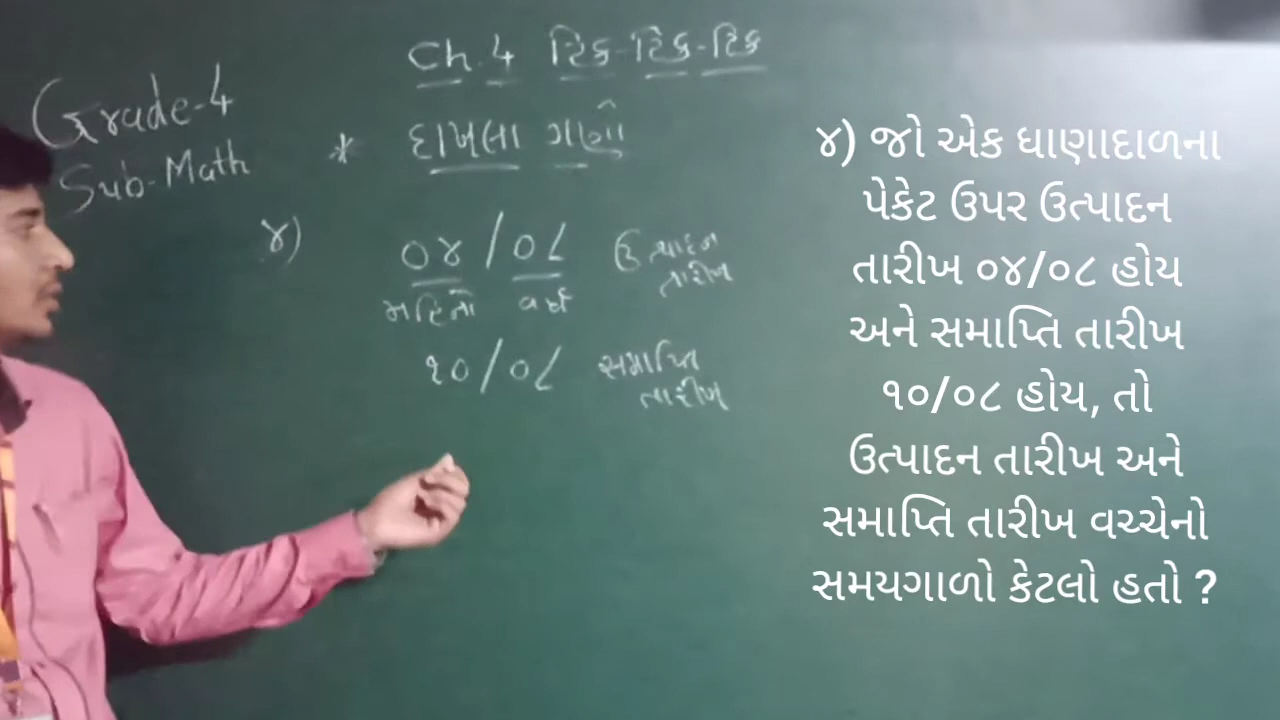 Grade-4
Sub-Math
Ch.4 ટિક-ટિક-ટિક
* દાખલા ગણો
૪) ૦૪/૦૮ ઉત્પાદન તારીખ
મહિનો વર્ષ
૧૦/૦૮ સમાપ્તિ તારીખ
૪) જો એક ધાણાદાળના
પેકેટ ઉપર ઉત્પાદન
તારીખ ૦૪/૦૮ હોય
અને સમાપ્તિ તારીખ
૧૦/૦૮ હોય, તો
ઉત્પાદન તારીખ અને
સમાપ્તિ તારીખ વચ્ચેનો
સમયગાળો કેટલો હતો ?